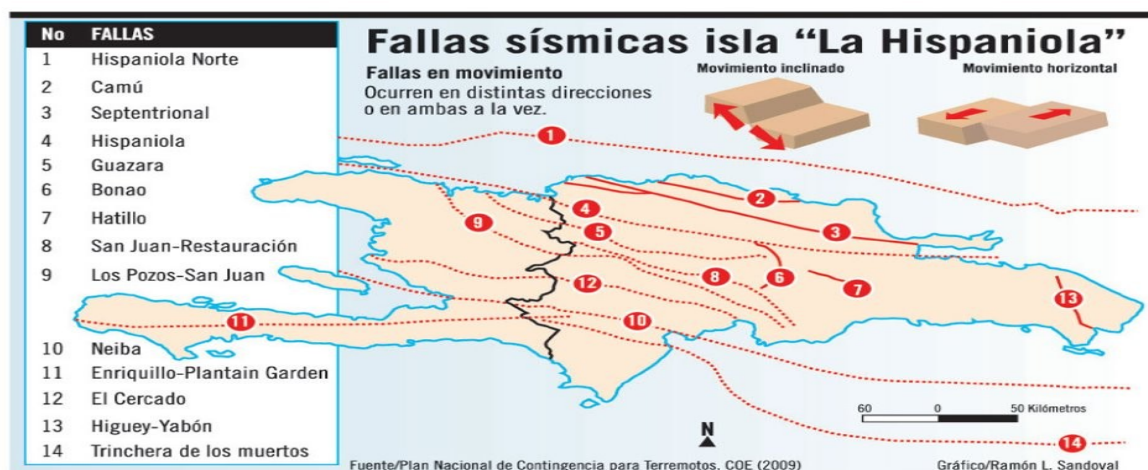 No FALLAS
1 Hispaniola Norte
2 Camú
3 Septentrional
4 Hispaniola
5 Guazara
6 Bonao
7 Hatillo
8 San Juan-Restauración
9 Los Pozos-San Juan
10 Neiba
11 Enriquillo-Plantain Garden
12 El Cercado
13 Higuey-Yabón
14 Trinchera de los muertos
Fallas sísmicas isla “La Hispaniola”
Fallas en movimiento
Ocurren en distintas direcciones
o en ambas a la vez.
Movimiento inclinado
Movimiento horizontal
1
2
3
4
5
9
8
6
7
12
13
10
11
14
60 0 50 Kilómetros
N
Fuente/Plan Nacional de Contingencia para Terremotos. COE (2009)
Gráfico/Ramón L. Sandoval